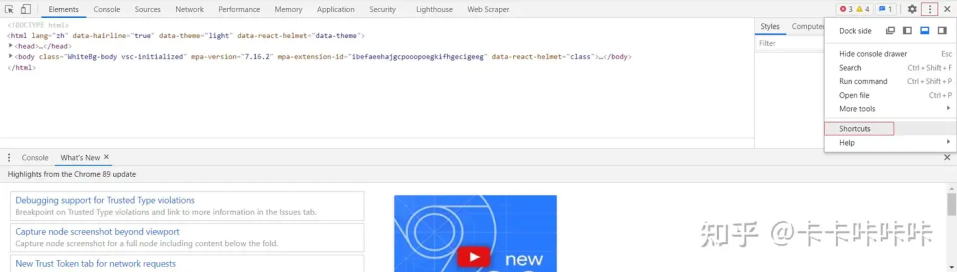 Elements Console Sources Network Performance Memory Application Security Lighthouse Web Scraper 3 4 1
<!DOCTYPE html>
<html lang="zh" data-hairline="true" data-theme="light" data-react-helmet="data-theme">
<head>…</head>
<body class="WhiteBg-body vsc-initialized" mpa-version="7.16.2" mpa-extension-id="ibefaeehajgcpooopoegkifhgecigeeg" data-react-helmet="class">…</body>
</html>
Styles Computed
Filter
Dock side
Hide console drawer Esc
Search Ctrl + Shift + F
Run command Ctrl + Shift + P
Open file Ctrl + P
More tools
Shortcuts
Help
Console What's New
Highlights from the Chrome 89 update
Debugging support for Trusted Type violations
Breakpoint on Trusted Type violations and link to more information in the Issues tab.
Capture node screenshot beyond viewport
Capture node screenshot for a full node including content below the fold.
New Trust Token tab for network requests
new
知乎 @卡卡咔咔咔咔